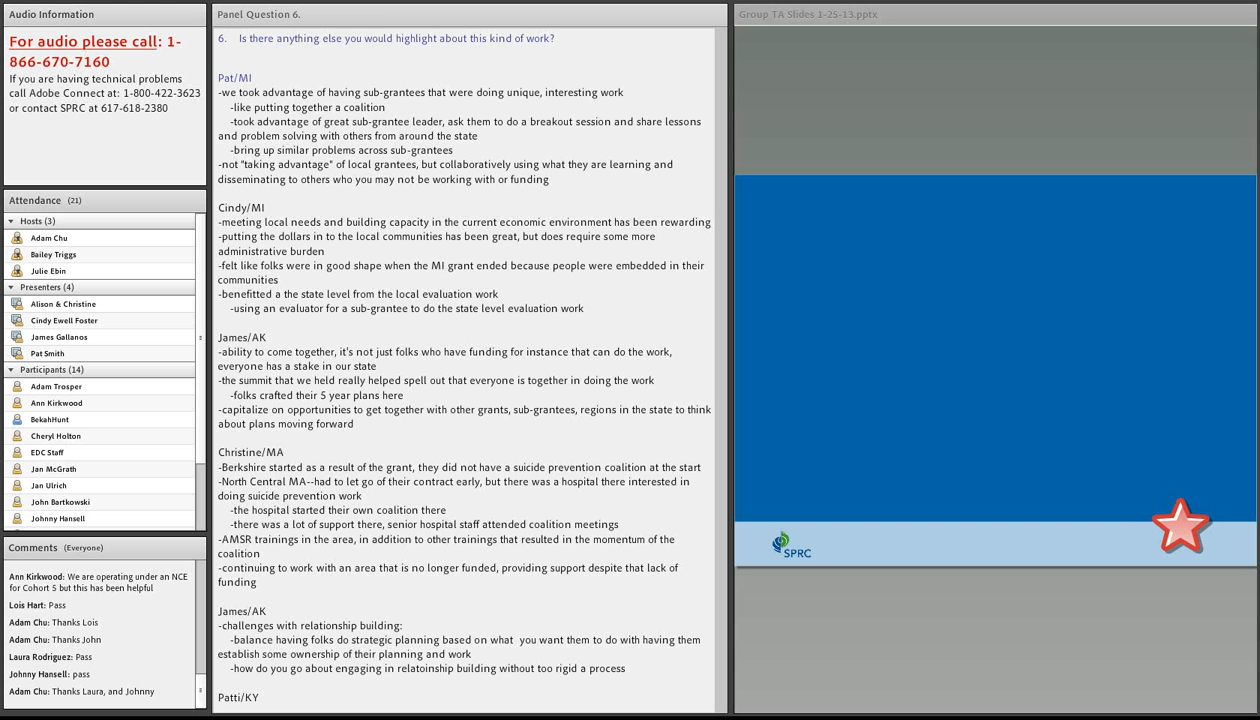 Audio Information
For audio please call: 1-
866-670-7160
If you are having technical problems
call Adobe Connect at: 1-800-422-3623
or contact SPRC at 617-618-2380
Attendance (21)
Hosts (3)
Adam Chu
Bailey Triggs
Julie Ebin
Presenters (4)
Alison & Christine
Cindy Ewell Foster
James Gallanos
Pat Smith
Participants (14)
Adam Trosper
Ann Kirkwood
BekahHunt
Cheryl Holton
EDC Staff
Jan McGrath
Jan Ulrich
John Bartkowski
Johnny Hansell
Comments (Everyone)
Ann Kirkwood: We are operating under an NCE
for Cohort 5 but this has been helpful
Lois Hart: Pass
Adam Chu: Thanks Lois
Adam Chu: Thanks John
Laura Rodriguez: Pass
Johnny Hansell: pass
Adam Chu: Thanks Laura, and Johnny
Panel Question 6.
6. Is there anything else you would highlight about this kind of work?
Pat/MI
-we took advantage of having sub-grantees that were doing unique, interesting work
-like putting together a coalition
-took advantage of great sub-grantee leader, ask them to do a breakout session and share lessons
and problem solving with others from around the state
-bring up similar problems across sub-grantees
-not "taking advantage" of local grantees, but collaboratively using what they are learning and
disseminating to others who you may not be working with or funding
Cindy/MI
-meeting local needs and building capacity in the current economic environment has been rewarding
-putting the dollars in to the local communities has been great, but does require some more
administrative burden
-felt like folks were in good shape when the MI grant ended because people were embedded in their
communities
-benefitted a the state level from the local evaluation work
-using an evaluator for a sub-grantee to do the state level evaluation work
James/AK
-ability to come together, it's not just folks who have funding for instance that can do the work,
everyone has a stake in our state
-the summit that we held really helped spell out that everyone is together in doing the work
-folks crafted their 5 year plans here
-capitalize on opportunities to get together with other grants, sub-grantees, regions in the state to think
about plans moving forward
Christine/MA
-Berkshire started as a result of the grant, they did not have a suicide prevention coalition at the start
-North Central MA--had to let go of their contract early, but there was a hospital there interested in
doing suicide prevention work
-the hospital started their own coalition there
-there was a lot of support there, senior hospital staff attended coalition meetings
-AMSR trainings in the area, in addition to other trainings that resulted in the momentum of the
coalition
-continuing to work with an area that is no longer funded, providing support despite that lack of
funding
James/AK
-challenges with relationship building:
-balance having folks do strategic planning based on what you want them to do with having them
establish some ownership of their planning and work
-how do you go about engaging in relatoinship building without too rigid a process
Patti/KY
Group TA Slides 1-25-13.pptx
SPRC